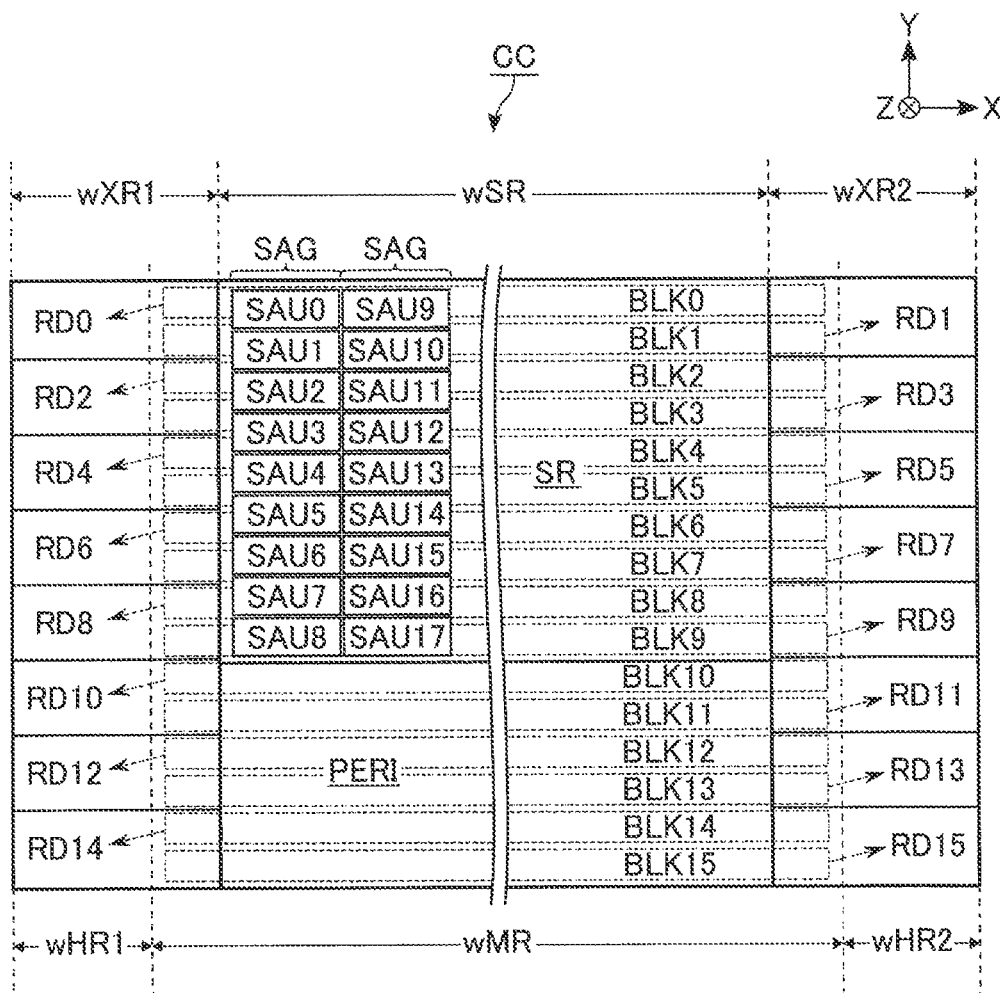 CC
Y
Z X
wXR1 wSR wXR2
SAG SAG
RD0 SAU0 SAU9 BLK0 RD1
SAU1 SAU10 BLK1
RD2 SAU2 SAU11 BLK2 RD3
SAU3 SAU12 BLK3
RD4 SAU4 SAU13 SR BLK4 RD5
SAU5 SAU14 BLK5
RD6 SAU6 SAU15 BLK6 RD7
SAU7 SAU16 BLK7
RD8 SAU8 SAU17 BLK8 RD9
BLK9
RD10 BLK10 RD11
BLK11
RD12 PERI BLK12 RD13
BLK13
RD14 BLK14 RD15
BLK15
wHR1 wMR wHR2